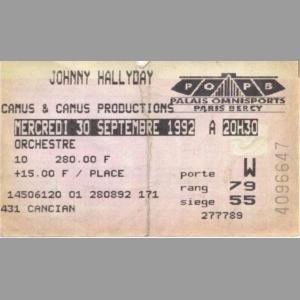 JOHNNY HALLYDAY
POPB
PALAIS OMNISPORTS
PARIS BERCY
CAMUS & CAMUS PRODUCTIONS
MERCREDI 30 SEPTEMBRE 1992 A 20H30
ORCHESTRE
10 280.00 F
+15.00 F / PLACE
porte W
rang 79
siege 55
14506120 01 280892 171
431 CANCIAN
277789
4096647